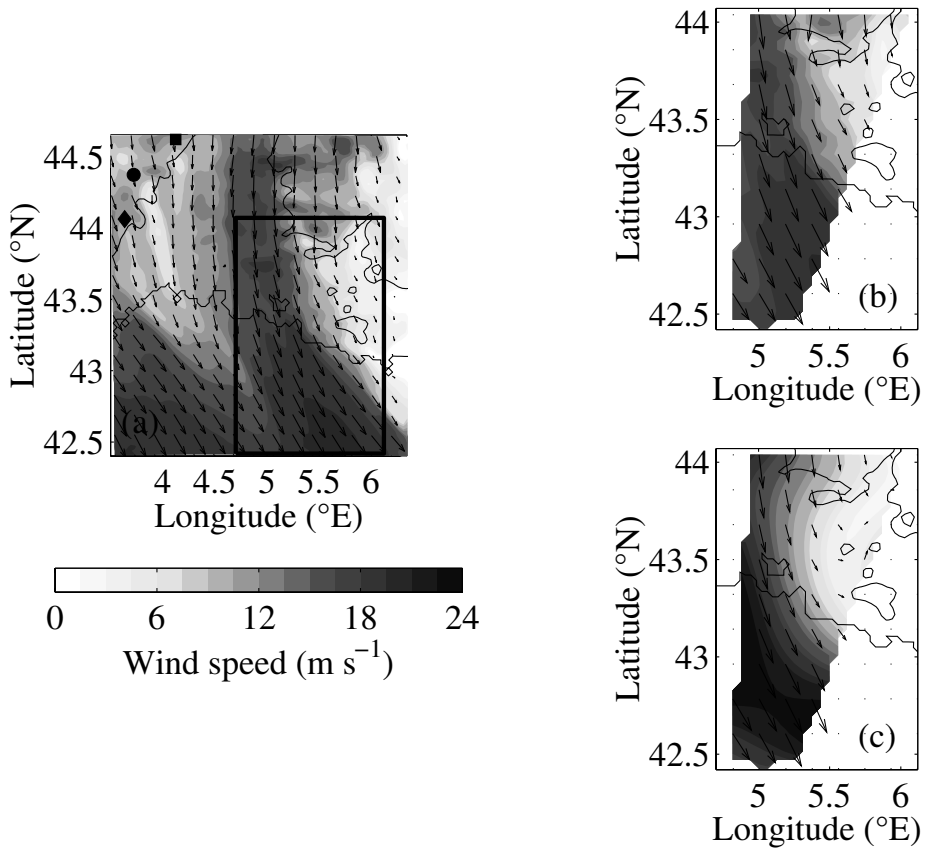 44.5
44
43.5
43
42.5
Latitude (°N)
(a)
4 4.5 5 5.5 6
Longitude (°E)
0 6 12 18 24
Wind speed (m s⁻¹)
44
43.5
43
42.5
Latitude (°N)
(b)
5 5.5 6
Longitude (°E)
44
43.5
43
42.5
Latitude (°N)
(c)
5 5.5 6
Longitude (°E)